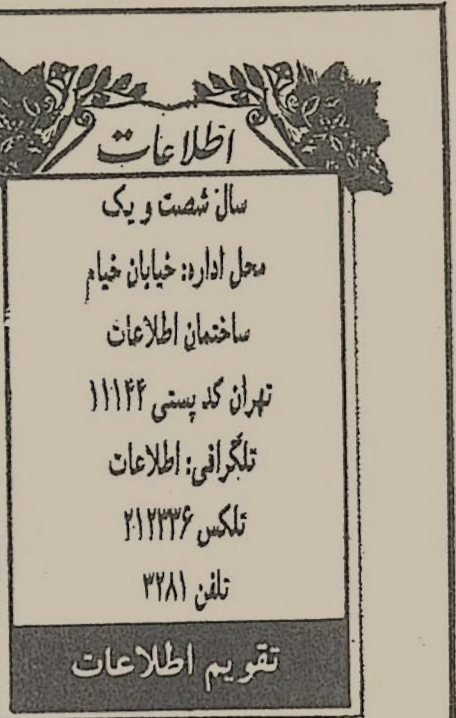 اطلاعات
سال شصت و یک
محل اداره: خیابان خیام
ساختمان اطلاعات
تهران کد پستی ۱۱۱۴۴
تلگرافی: اطلاعات
تلکس ۲۱۲۳۳۶
تلفن ۳۲۸۱
تقویم اطلاعات